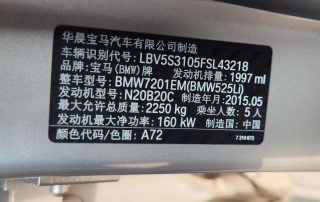 华晨宝马汽车有限公司制造
车辆识别代号: LBV5S3105FSL43218
品牌: 宝马(BMW)牌 发动机排量: 1997 ml
整车型号: BMW7201EM(BMW525Li)
发动机型号: N20B20C 制造年月: 2015.05
最大允许总质量: 2250 kg 乘坐人数: 5人
发动机最大净功率: 160 kW 制造国: 中国
颜色代码/色圈: A72